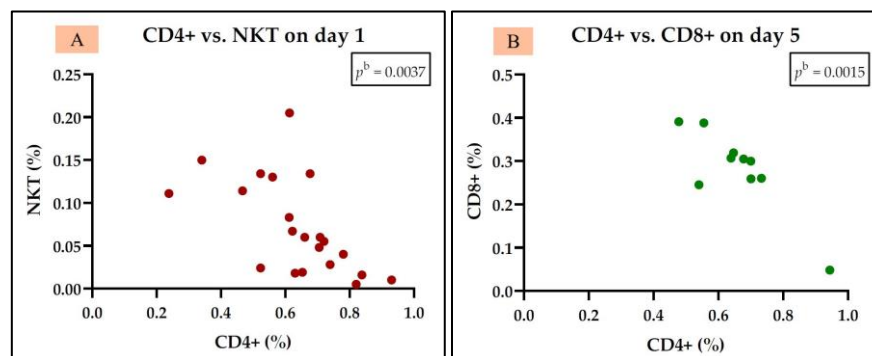 A
CD4+ vs. NKT on day 1
pᵇ = 0.0037
0.25
0.20
0.15
0.10
0.05
0.00
NKT (%)
0.0 0.2 0.4 0.6 0.8 1.0
CD4+ (%)
B
CD4+ vs. CD8+ on day 5
pᵇ = 0.0015
0.5
0.4
0.3
0.2
0.1
0.0
CD8+ (%)
0.0 0.2 0.4 0.6 0.8 1.0
CD4+ (%)